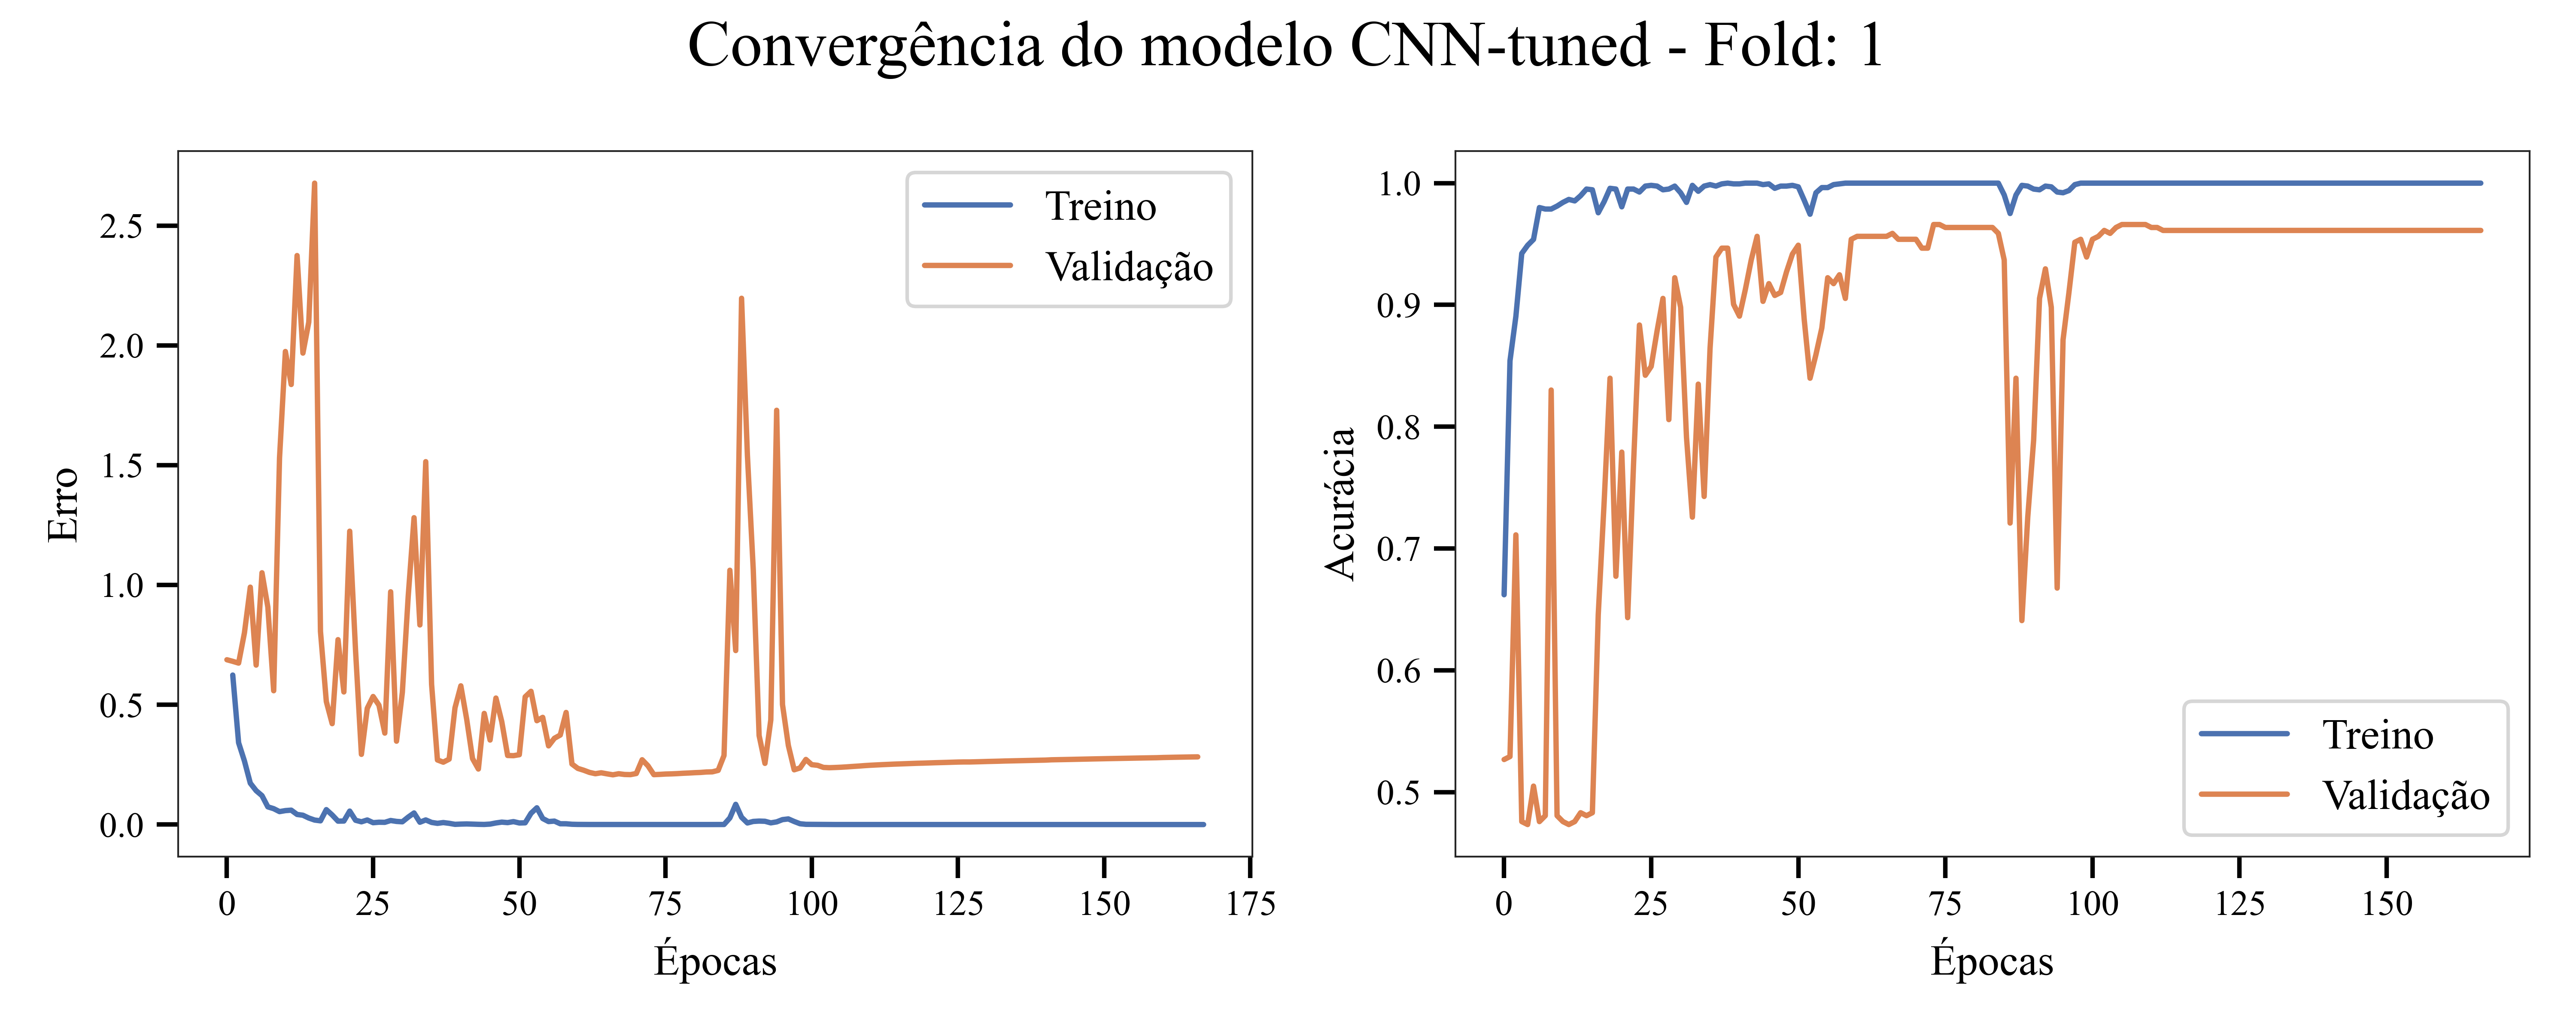 Convergência do modelo CNN-tuned - Fold: 1
Erro
2.5
2.0
1.5
1.0
0.5
0.0
Treino
Validação
0 25 50 75 100 125 150 175
Épocas
Acurácia
1.0
0.9
0.8
0.7
0.6
0.5
Treino
Validação
0 25 50 75 100 125 150
Épocas